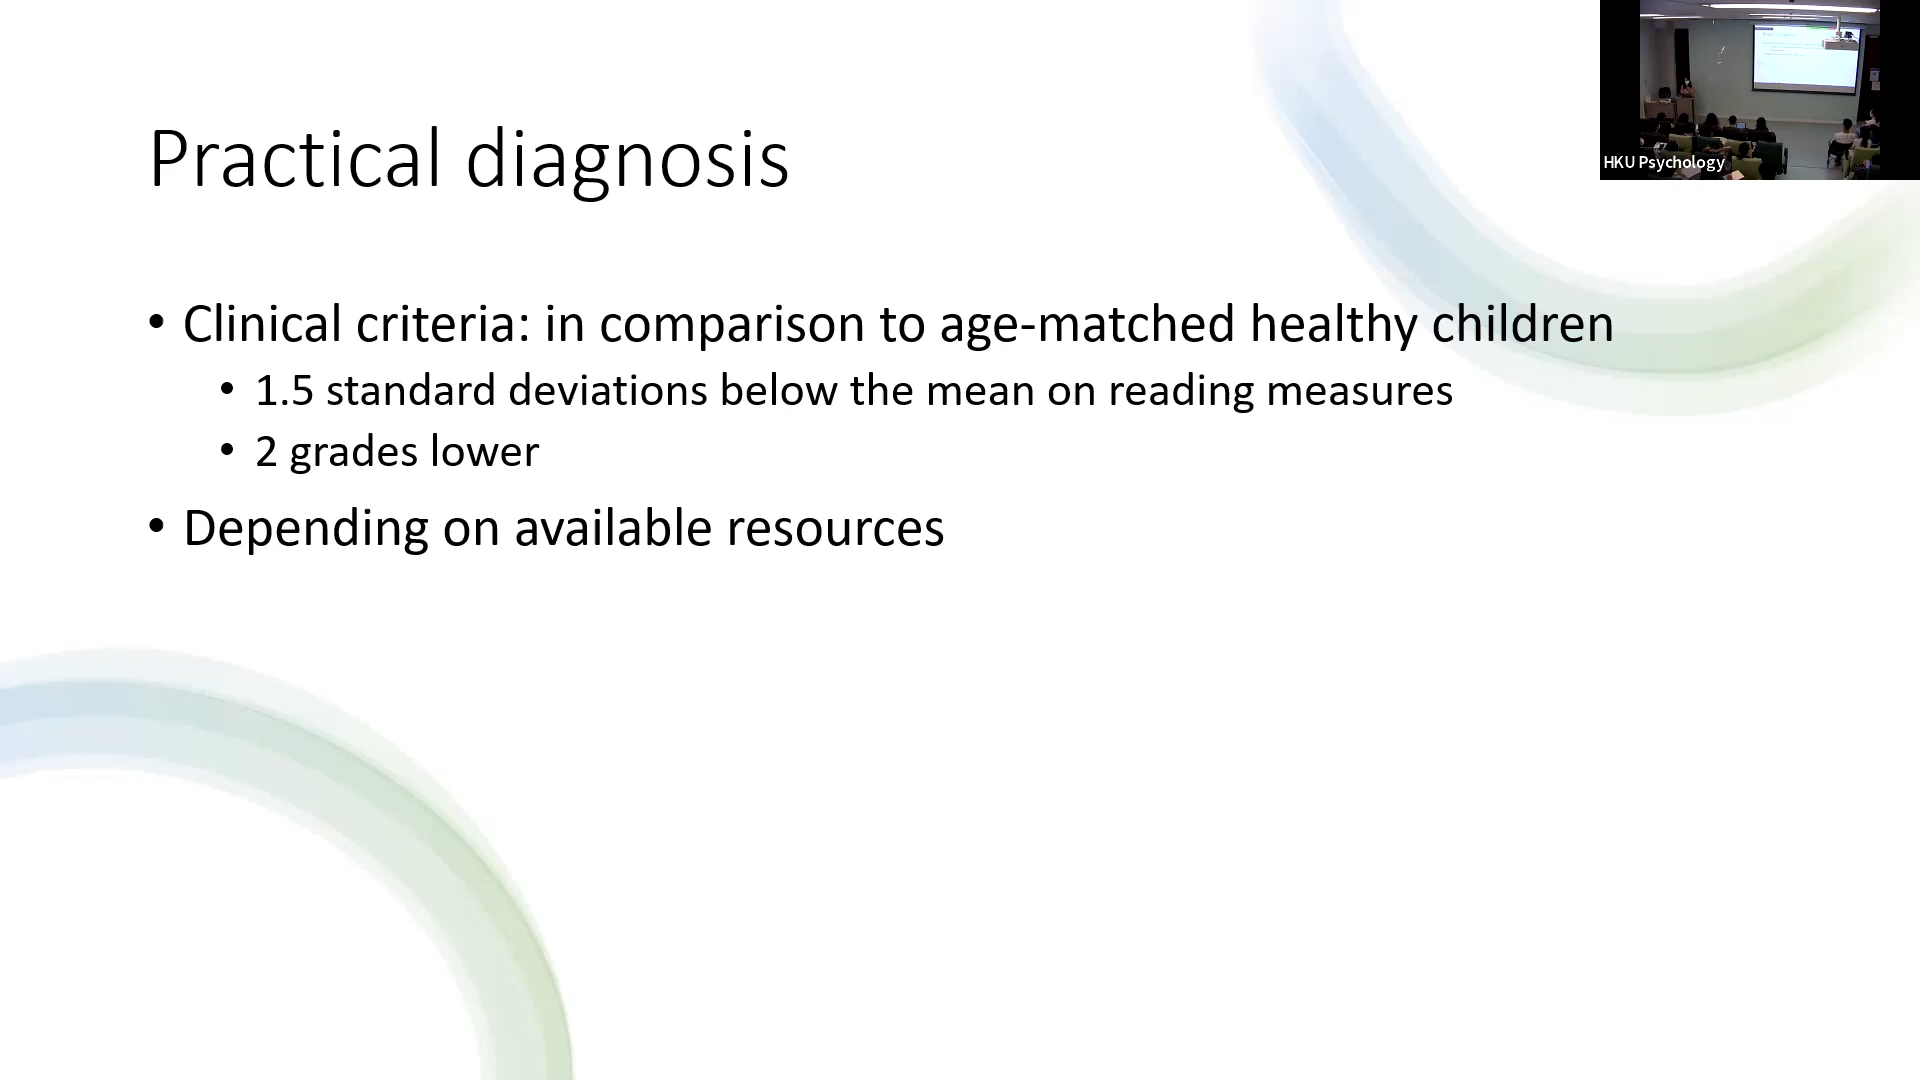 Practical diagnosis
• Clinical criteria: in comparison to age-matched healthy children
• 1.5 standard deviations below the mean on reading measures
• 2 grades lower
• Depending on available resources
HKU Psychology